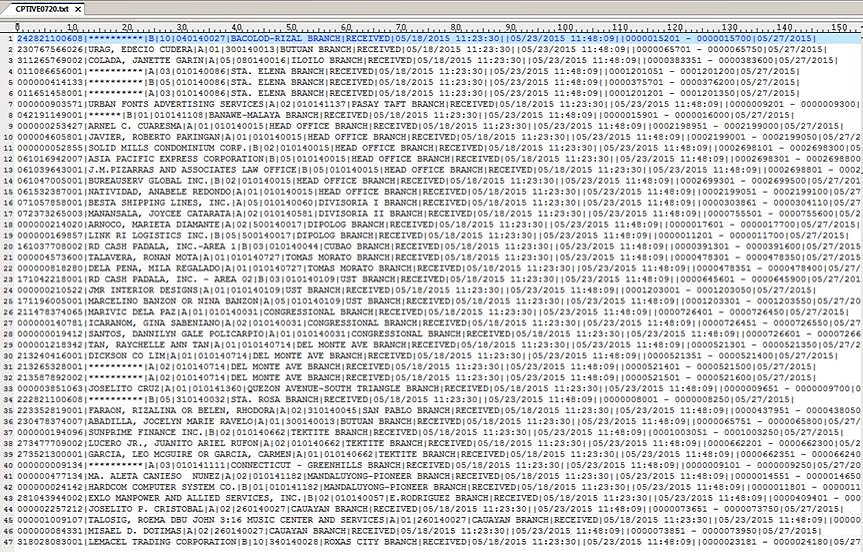 CPTIVE0720.txt
0 10 20 30 40 50 60 70 80 90 100 110 120 130 140 150
1 242821100608|**********|B|10|040140027|BACOLOD-RIZAL BRANCH|RECEIVED|05/18/2015 11:23:30||05/23/2015 11:48:09||0000015201 - 0000015700|05/27/2015|
2 230767566026|URAG, EDECIO CUDERA|A|01|300140013|BUTUAN BRANCH|RECEIVED|05/18/2015 11:23:30||05/23/2015 11:48:09||0000065701 - 0000065750|05/27/2015|
3 311265769002|COLADA, JANETTE GARIN|A|05|080140016|ILOILO BRANCH|RECEIVED|05/18/2015 11:23:30||05/23/2015 11:48:09||0000383351 - 0000383600|05/27/2015|
4 011086656001|**********|A|03|010140086|STA. ELENA BRANCH|RECEIVED|05/18/2015 11:23:30||05/23/2015 11:48:09||0001201051 - 0001201200|05/27/2015|
5 000000414133|**********|A|03|010140086|STA. ELENA BRANCH|RECEIVED|05/18/2015 11:23:30||05/23/2015 11:48:09||0000375701 - 0000376200|05/27/2015|
6 011651458001|**********|A|03|010140086|STA. ELENA BRANCH|RECEIVED|05/18/2015 11:23:30||05/23/2015 11:48:09||0001201201 - 0001201350|05/27/2015|
7 000000903571|URBAN FONTS ADVERTISING SERVICES|A|02|010141137|PASAY TAFT BRANCH|RECEIVED|05/18/2015 11:23:30||05/23/2015 11:48:09||0000009201 - 0000009300|
8 042191149001|******|B|01|010141108|BANAWE-MALAYA BRANCH|RECEIVED|05/18/2015 11:23:30||05/23/2015 11:48:09||0000015901 - 0000016000|05/27/2015|
9 000000253427|ARNEL C. CUARESMA|A|01|010140015|HEAD OFFICE BRANCH|RECEIVED|05/18/2015 11:23:30||05/23/2015 11:48:09||0002198951 - 0002199000|05/27/2015|
10 000004605801|JAVIER, ROBERTO PAKINGAN|A|01|010140015|HEAD OFFICE BRANCH|RECEIVED|05/18/2015 11:23:30||05/23/2015 11:48:09||0002199001 - 0002199050|05/27/2015|
11 000000052855|SOLID MILLS CONDOMINIUM CORP.|B|02|010140015|HEAD OFFICE BRANCH|RECEIVED|05/18/2015 11:23:30||05/23/2015 11:48:09||0002698101 - 0002698300|05/27/2015|
12 061016942007|ASIA PACIFIC EXPRESS CORPORATION|B|05|010140015|HEAD OFFICE BRANCH|RECEIVED|05/18/2015 11:23:30||05/23/2015 11:48:09||0002698301 - 0002698800
13 061039643001|J.M.PIZARRAS AND ASSOCIATES LAW OFFICE|B|05|010140015|HEAD OFFICE BRANCH|RECEIVED|05/18/2015 11:23:30||05/23/2015 11:48:09||0002698801 - 0002
14 061047005001|BUREAUSERV GLOBAL INC.|B|02|010140015|HEAD OFFICE BRANCH|RECEIVED|05/18/2015 11:23:30||05/23/2015 11:48:09||0002699301 - 0002699500|05/27/2015|
15 061532387001|NATIVIDAD, ANABELE REDONDO|A|01|010140015|HEAD OFFICE BRANCH|RECEIVED|05/18/2015 11:23:30||05/23/2015 11:48:09||0002199051 - 0002199100|05/27/2015|
16 071057858001|BESTA SHIPPING LINES, INC.|A|05|010140060|DIVISORIA I BRANCH|RECEIVED|05/18/2015 11:23:30||05/23/2015 11:48:09||0000303861 - 0000304110|05/27/2015|
17 072373265003|MANANSALA, JOYCEE CATARATA|A|02|010140581|DIVISORIA II BRANCH|RECEIVED|05/18/2015 11:23:30||05/23/2015 11:48:09||0000755501 - 0000755600|05/27/2015|
18 000000214020|ARNOCO, MARIETA DIAMANTE|A|02|500140017|DIPOLOG BRANCH|RECEIVED|05/18/2015 11:23:30||05/23/2015 11:48:09||0000017601 - 0000017700|05/27/2015|
19 000000169857|LINK RI LOGISTICS INC.|B|05|500140017|DIPOLOG BRANCH|RECEIVED|05/18/2015 11:23:30||05/23/2015 11:48:09||0000011201 - 0000011700|05/27/2015|
20 161037708002|RD CASH PADALA, INC.-AREA 1|B|03|010140044|CUBAO BRANCH|RECEIVED|05/18/2015 11:23:30||05/23/2015 11:48:09||0000391301 - 0000391600|05/27/2015|
21 000004573600|TALAVERA, RONAN MOTA|A|01|010140727|TOMAS MORATO BRANCH|RECEIVED|05/18/2015 11:23:30||05/23/2015 11:48:09||0000478301 - 0000478350|05/27/2015|
22 000000818280|DELA PENA, MILA REGALADO|A|01|010140727|TOMAS MORATO BRANCH|RECEIVED|05/18/2015 11:23:30||05/23/2015 11:48:09||0000478351 - 0000478400|05/27/2015|
23 171042218001|RD CASH PADALA, INC. - AREA 02|B|03|010140109|UST BRANCH|RECEIVED|05/18/2015 11:23:30||05/23/2015 11:48:09||0000645601 - 0000645900|05/27/2015|
24 000000210522|JMR INTERIOR DESIGNS|A|01|010140109|UST BRANCH|RECEIVED|05/18/2015 11:23:30||05/23/2015 11:48:09||0001203001 - 0001203050|05/27/2015|
25 171196005001|MARCELINO BANZON OR NINA BANZON|A|05|010140109|UST BRANCH|RECEIVED|05/18/2015 11:23:30||05/23/2015 11:48:09||0001203301 - 0001203550|05/27/20
26 211478374065|MARIVIC DELA PAZ|A|01|010140031|CONGRESSIONAL BRANCH|RECEIVED|05/18/2015 11:23:30||05/23/2015 11:48:09||0000726401 - 0000726450|05/27/2015|
27 000000140781|ICARANOM, GINA SABENIANO|A|02|010140031|CONGRESSIONAL BRANCH|RECEIVED|05/18/2015 11:23:30||05/23/2015 11:48:09||0000726451 - 0000726550|05/27
28 000000019412|SANTOS, DANNILYN GALE POLICARPIO|A|01|010140031|CONGRESSIONAL BRANCH|RECEIVED|05/18/2015 11:23:30||05/23/2015 11:48:09||0000726601 - 00007266
29 000001218342|TAN, RAYCHELLE ANN TAN|A|01|010140714|DEL MONTE AVE BRANCH|RECEIVED|05/18/2015 11:23:30||05/23/2015 11:48:09||0000521301 - 0000521350|05/27/2015|
30 213240416001|DICKSON CO LIM|A|01|010140714|DEL MONTE AVE BRANCH|RECEIVED|05/18/2015 11:23:30||05/23/2015 11:48:09||0000521351 - 0000521400|05/27/2015|
31 213265328001|**********|A|02|010140714|DEL MONTE AVE BRANCH|RECEIVED|05/18/2015 11:23:30||05/23/2015 11:48:09||0000521401 - 0000521500|05/27/2015|
32 213587892002|**********|A|02|010140714|DEL MONTE AVE BRANCH|RECEIVED|05/18/2015 11:23:30||05/23/2015 11:48:09||0000521501 - 0000521600|05/27/2015|
33 000003851063|JOSELITO CRUZ|A|01|010141360|QUEZON AVENUE-SOUTH TRIANGLE BRANCH|RECEIVED|05/18/2015 11:23:30||05/23/2015 11:48:09||0000009651 - 0000009700|0
34 222821100608|**********|B|05|310140032|STA. ROSA BRANCH|RECEIVED|05/18/2015 11:23:30||05/23/2015 11:48:09||0000008001 - 0000008250|05/27/2015|
35 223352819001|FARAON, RIZALINA OR BELEN, RHODORA|A|02|310140045|SAN PABLO BRANCH|RECEIVED|05/18/2015 11:23:30||05/23/2015 11:48:09||0000437951 - 0000438050
36 230478374007|ABADILLA, JOCELYN MARIE RAVELO|A|01|300140013|BUTUAN BRANCH|RECEIVED|05/18/2015 11:23:30||05/23/2015 11:48:09||0000065751 - 0000065800|05/27/2
37 000000194096|SUNPRIME FINANCE INC.|B|02|010140662|TEKTITE BRANCH|RECEIVED|05/18/2015 11:23:30||05/23/2015 11:48:09||0001003051 - 0001003250|05/27/2015|
38 273477709002|LUCERO JR., JUANITO ARIEL RUFON|A|02|010140662|TEKTITE BRANCH|RECEIVED|05/18/2015 11:23:30||05/23/2015 11:48:09||0000662201 - 0000662300|05/2
39 273521300001|GARCIA, LEO MCGUIRE OR GARCIA, CARMEN|A|01|010140662|TEKTITE BRANCH|RECEIVED|05/18/2015 11:23:30||05/23/2015 11:48:09||0000662351 - 000066240
40 000000009134|**********|A|03|010141111|CONNECTICUT - GREENHILLS BRANCH|RECEIVED|05/18/2015 11:23:30||05/23/2015 11:48:09||0000009101 - 0000009250|05/27/2015
41 000000477134|MA. ALETA CANIESO NUNEZ|A|02|010141182|MANDALUYONG-PIONEER BRANCH|RECEIVED|05/18/2015 11:23:30||05/23/2015 11:48:09||0000014551 - 0000014650
42 000000024124|HARDCOM COMPUTER SYSTEM CO.|B|01|010141182|MANDALUYONG-PIONEER BRANCH|RECEIVED|05/18/2015 11:23:30||05/23/2015 11:48:09||0000011801 - 0000011
43 281043944002|EXLO MANPOWER AND ALLIED SERVICES, INC.|B|02|010140057|E.RODRIGUEZ BRANCH|RECEIVED|05/18/2015 11:23:30||05/23/2015 11:48:09||0000409401 - 000
44 000002257212|JOSELITO P. CRISTOBAL|A|02|260140027|CAUAYAN BRANCH|RECEIVED|05/18/2015 11:23:30||05/23/2015 11:48:09||0000073651 - 0000073750|05/27/2015|
45 000000109107|TALOSIG, ROEMA DBU JOHN 3:16 MUSIC CENTER AND SERVICES|A|01|260140027|CAUAYAN BRANCH|RECEIVED|05/18/2015 11:23:30||05/23/2015 11:48:09||0000
46 000000084331|MISAEL D. DOTIMAS|A|02|260140027|CAUAYAN BRANCH|RECEIVED|05/18/2015 11:23:30||05/23/2015 11:48:09||0000073851 - 0000073950|05/27/2015|
47 318028083001|LEMACEL TRADING CORPORATION|B|10|340140028|ROXAS CITY BRANCH|RECEIVED|05/18/2015 11:23:30||05/23/2015 11:48:09||0000023181 - 0000024180|05/27